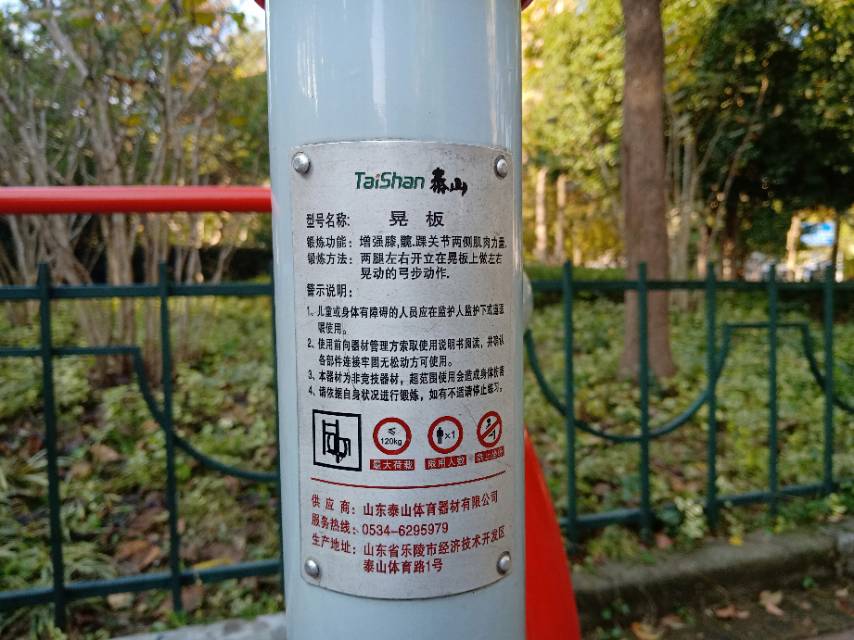 TaiShan 泰山
型号名称: 晃 板
锻炼功能: 增强膝,髋,踝关节两侧肌肉力量.
锻炼方法: 两腿左右开立在晃板上做左右
晃动的弓步动作.
警示说明:
1、儿童或身体有障碍的人员应在监护人监护下或遵医
嘱使用。
2、使用前向器材管理方索取使用说明书阅读,并确认
各部件连接牢固无松动方可使用。
3、本器材为非竞技器材,超范围使用会造成身体伤害
4、请依据自身状况进行锻炼,如有不适请停止练习。
≤
120kg
×1
最大荷载 限用人数
供 应 商: 山东泰山体育器材有限公司
服务热线: 0534-6295979
生产地址: 山东省乐陵市经济技术开发区
泰山体育路1号